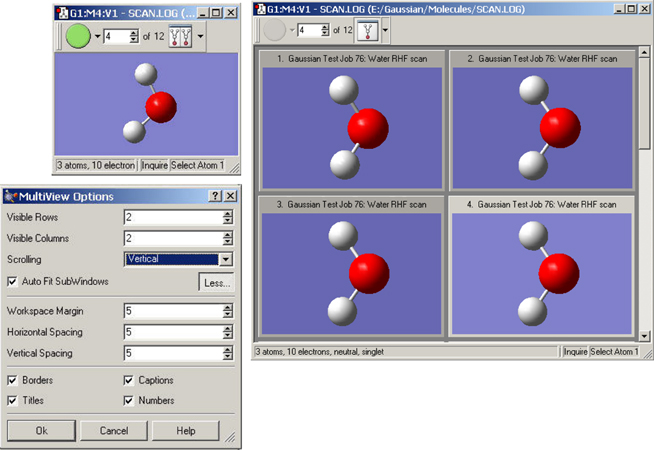 G1:M4:V1 - SCAN.LOG (...
4 of 12
3 atoms, 10 electron Inquire Select Atom 1
G1:M4:V1 - SCAN.LOG (E:/Gaussian/Molecules/SCAN.LOG)
4 of 12
1. Gaussian Test Job 76: Water RHF scan
2. Gaussian Test Job 76: Water RHF scan
3. Gaussian Test Job 76: Water RHF scan
4. Gaussian Test Job 76: Water RHF scan
3 atoms, 10 electrons, neutral, singlet Inquire Select Atom 1
MultiView Options
Visible Rows 2
Visible Columns 2
Scrolling Vertical
Auto Fit SubWindows Less...
Workspace Margin 5
Horizontal Spacing 5
Vertical Spacing 5
Borders Captions
Titles Numbers
Ok Cancel Help